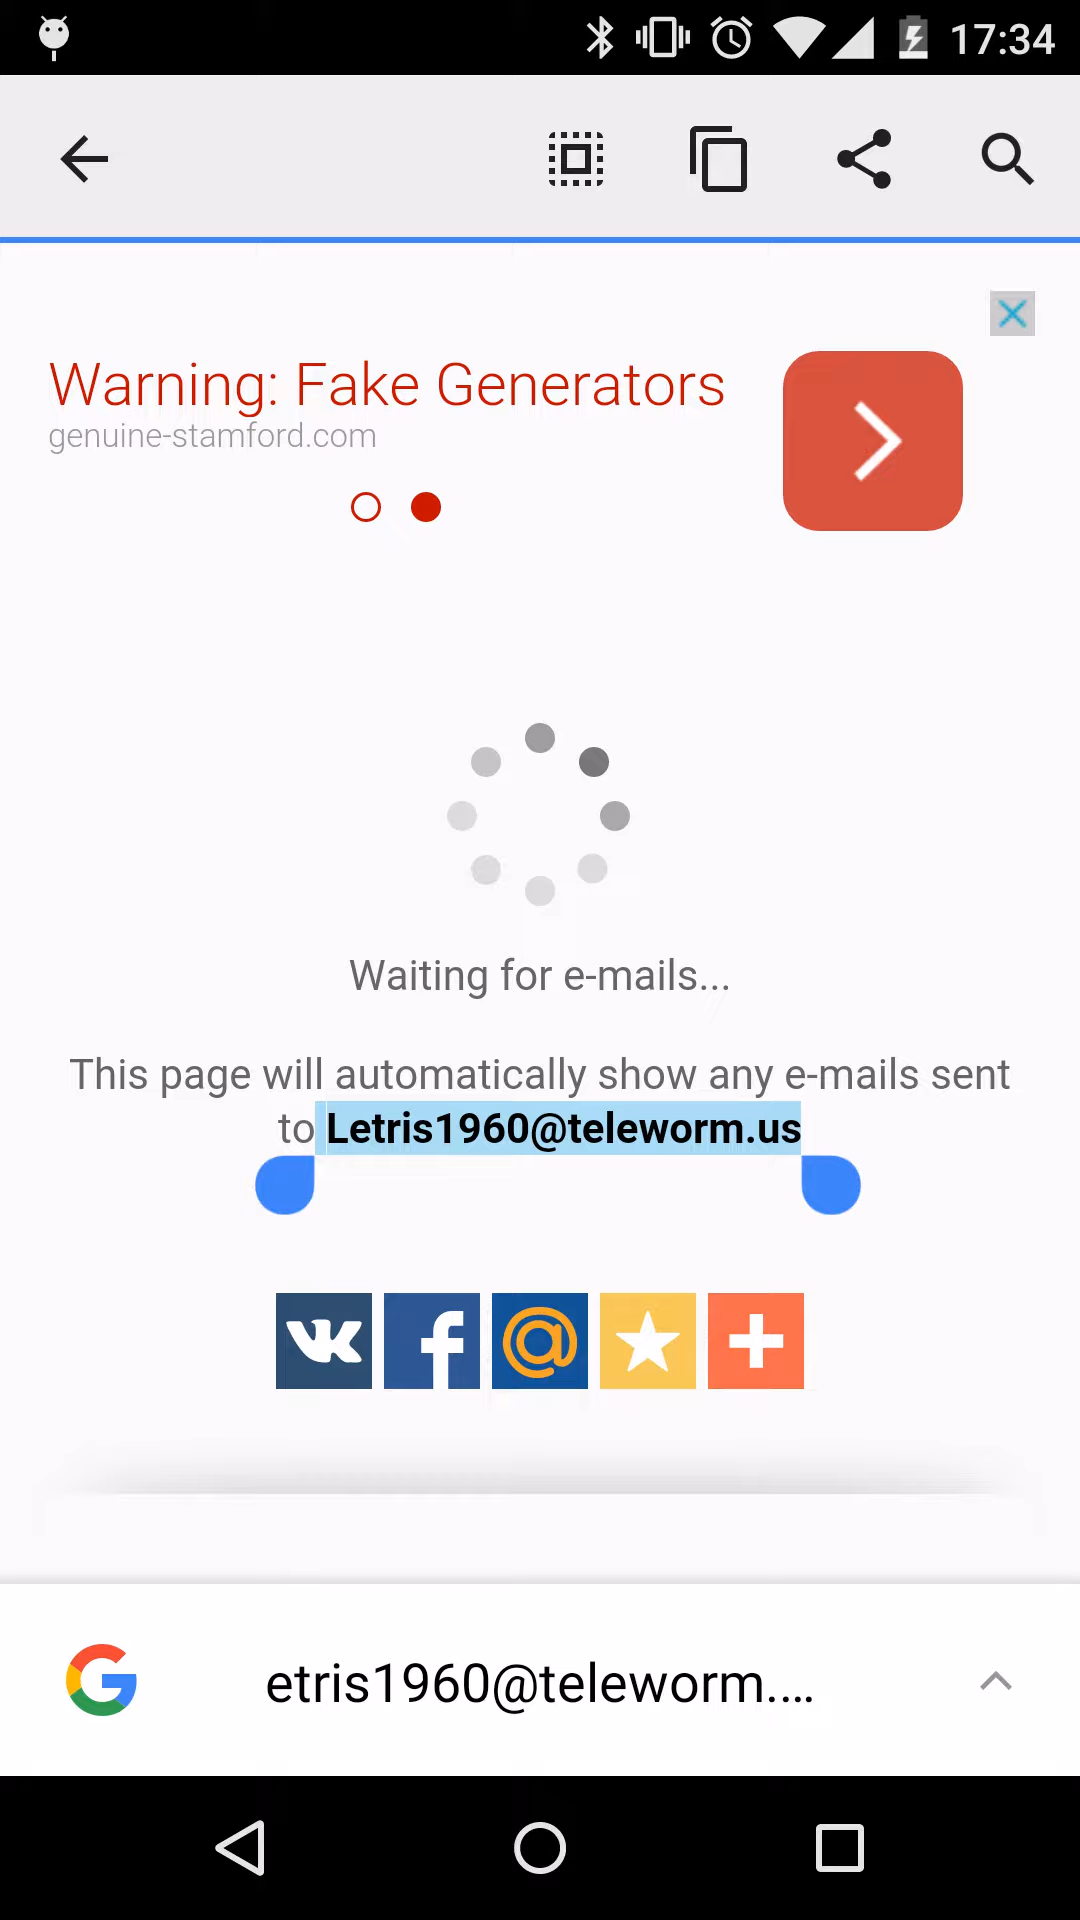 17:34
Warning: Fake Generators
genuine-stamford.com
Waiting for e-mails...
This page will automatically show any e-mails sent
to Letris1960@teleworm.us
etris1960@teleworm....